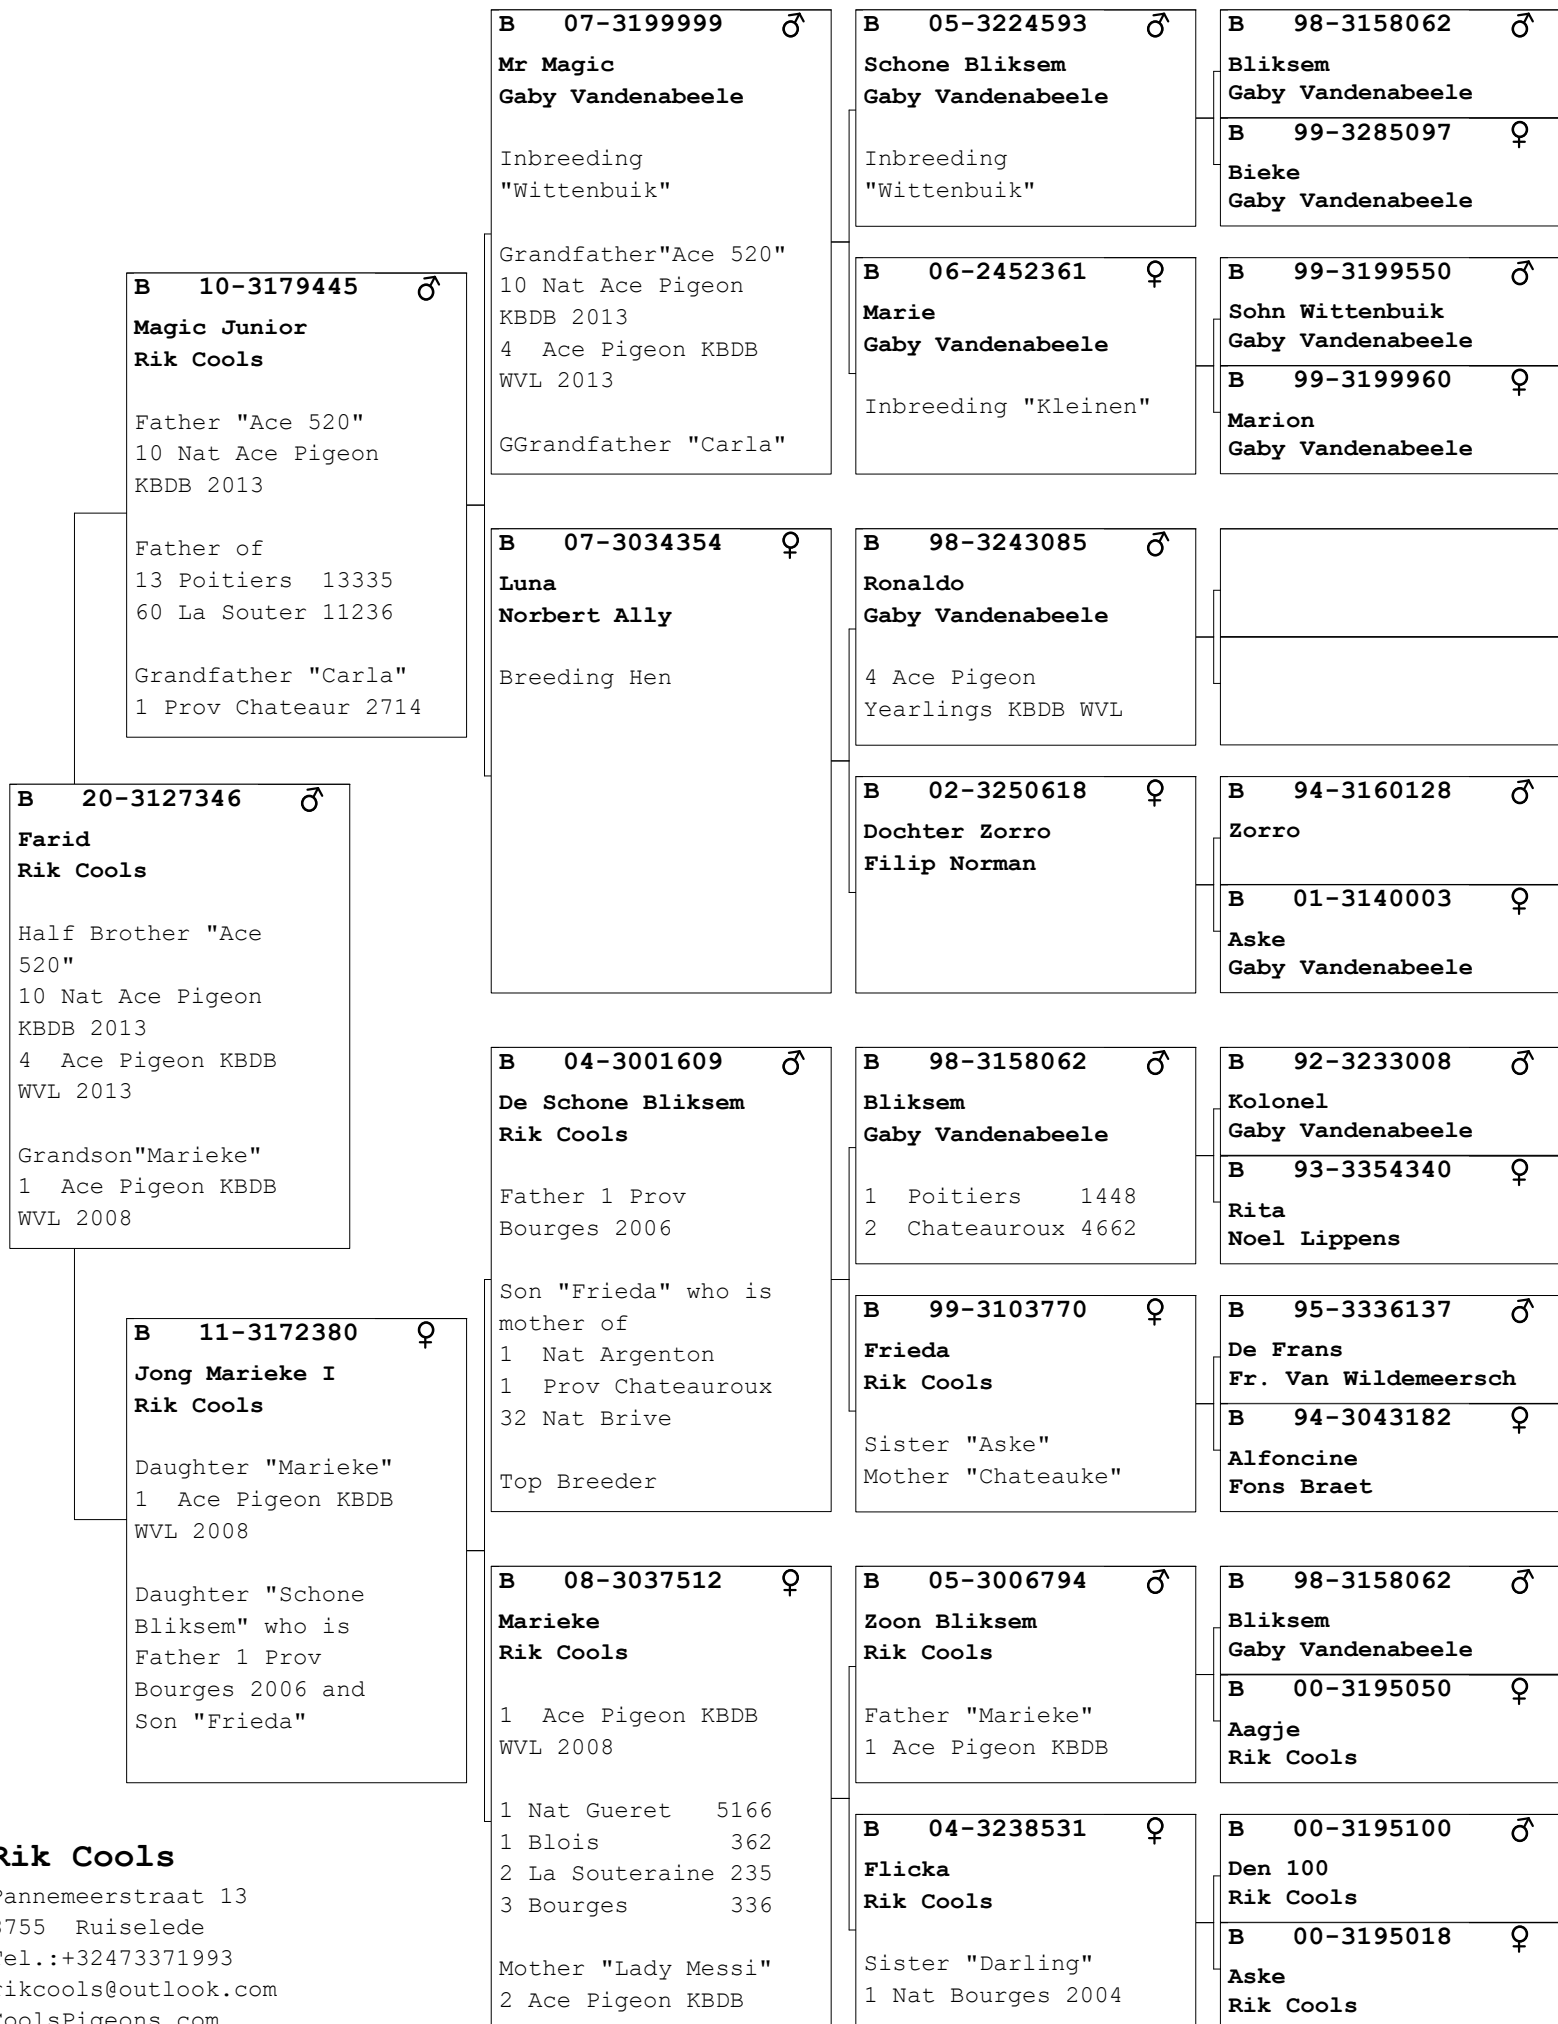 B 20-3127346 ♂
Farid
Rik Cools
Half Brother "Ace
520"
10 Nat Ace Pigeon
KBDB 2013
4 Ace Pigeon KBDB
WVL 2013
Grandson"Marieke"
1 Ace Pigeon KBDB
WVL 2008
B 10-3179445 ♂
Magic Junior
Rik Cools
Father "Ace 520"
10 Nat Ace Pigeon
KBDB 2013
Father of
13 Poitiers 13335
60 La Souter 11236
Grandfather "Carla"
1 Prov Chateaur 2714
B 11-3172380 ♀
Jong Marieke I
Rik Cools
Daughter "Marieke"
1 Ace Pigeon KBDB
WVL 2008
Daughter "Schone
Bliksem" who is
Father 1 Prov
Bourges 2006 and
Son "Frieda"
B 07-3199999 ♂
Mr Magic
Gaby Vandenabeele
Inbreeding
"Wittenbuik"
Grandfather"Ace 520"
10 Nat Ace Pigeon
KBDB 2013
4 Ace Pigeon KBDB
WVL 2013
GGrandfather "Carla"
B 07-3034354 ♀
Luna
Norbert Ally
Breeding Hen
B 04-3001609 ♂
De Schone Bliksem
Rik Cools
Father 1 Prov
Bourges 2006
Son "Frieda" who is
mother of
1 Nat Argenton
1 Prov Chateauroux
32 Nat Brive
Top Breeder
B 08-3037512 ♀
Marieke
Rik Cools
1 Ace Pigeon KBDB
WVL 2008
1 Nat Gueret 5166
1 Blois 362
2 La Souteraine 235
3 Bourges 336
Mother "Lady Messi"
2 Ace Pigeon KBDB
B 05-3224593 ♂
Schone Bliksem
Gaby Vandenabeele
Inbreeding
"Wittenbuik"
B 06-2452361 ♀
Marie
Gaby Vandenabeele
Inbreeding "Kleinen"
B 98-3243085 ♂
Ronaldo
Gaby Vandenabeele
4 Ace Pigeon
Yearlings KBDB WVL
B 02-3250618 ♀
Dochter Zorro
Filip Norman
B 98-3158062 ♂
Bliksem
Gaby Vandenabeele
1 Poitiers 1448
2 Chateauroux 4662
B 99-3103770 ♀
Frieda
Rik Cools
Sister "Aske"
Mother "Chateauke"
B 05-3006794 ♂
Zoon Bliksem
Rik Cools
Father "Marieke"
1 Ace Pigeon KBDB
B 04-3238531 ♀
Flicka
Rik Cools
Sister "Darling"
1 Nat Bourges 2004
B 98-3158062 ♂
Bliksem
Gaby Vandenabeele
B 99-3285097 ♀
Bieke
Gaby Vandenabeele
B 99-3199550 ♂
Sohn Wittenbuik
Gaby Vandenabeele
B 99-3199960 ♀
Marion
Gaby Vandenabeele
B 94-3160128 ♂
Zorro
B 01-3140003 ♀
Aske
Gaby Vandenabeele
B 92-3233008 ♂
Kolonel
Gaby Vandenabeele
B 93-3354340 ♀
Rita
Noel Lippens
B 95-3336137 ♂
De Frans
Fr. Van Wildemeersch
B 94-3043182 ♀
Alfoncine
Fons Braet
B 98-3158062 ♂
Bliksem
Gaby Vandenabeele
B 00-3195050 ♀
Aagje
Rik Cools
B 00-3195100 ♂
Den 100
Rik Cools
B 00-3195018 ♀
Aske
Rik Cools
Rik Cools
Pannemeerstraat 13
8755 Ruiselede
Tel.:+32473371993
rikcools@outlook.com
CoolsPigeons.com